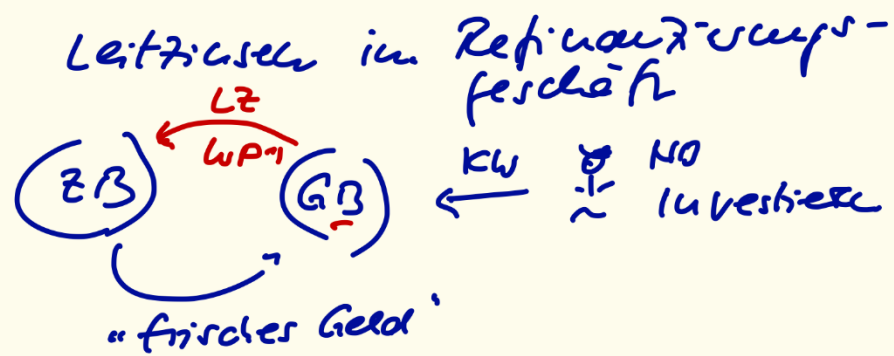 Leitzinsen im Refinanzierungs-
geschäft
LZ
WP
ZB
GB
KW
NO
Investieren
"frisches Geld"